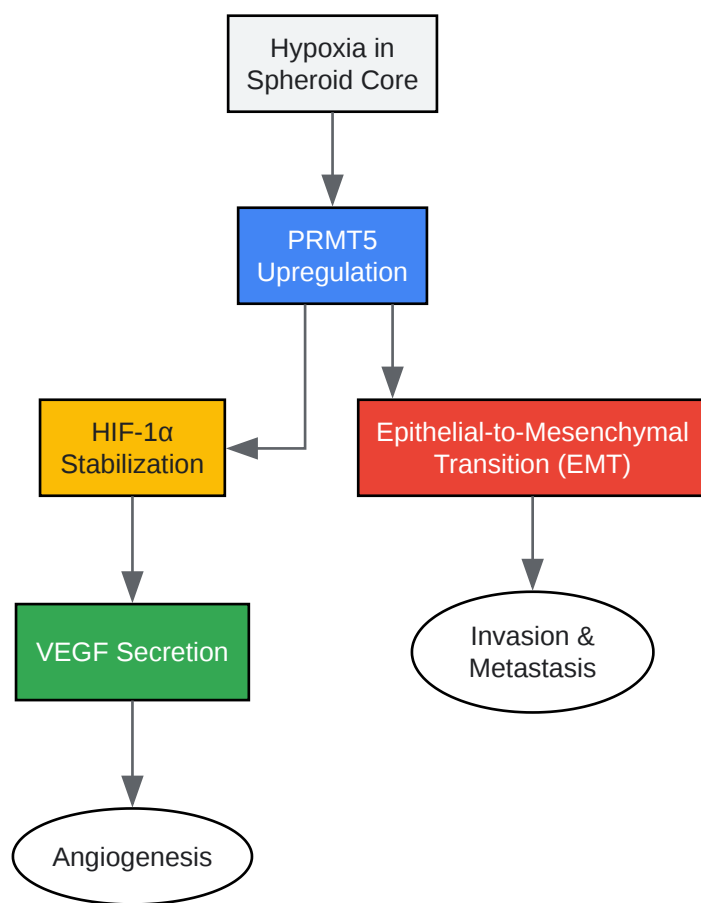 Hypoxia in
Spheroid Core
PRMT5
Upregulation
HIF-1α
Stabilization
Epithelial-to-Mesenchymal
Transition (EMT)
VEGF Secretion
Invasion &
Metastasis
Angiogenesis